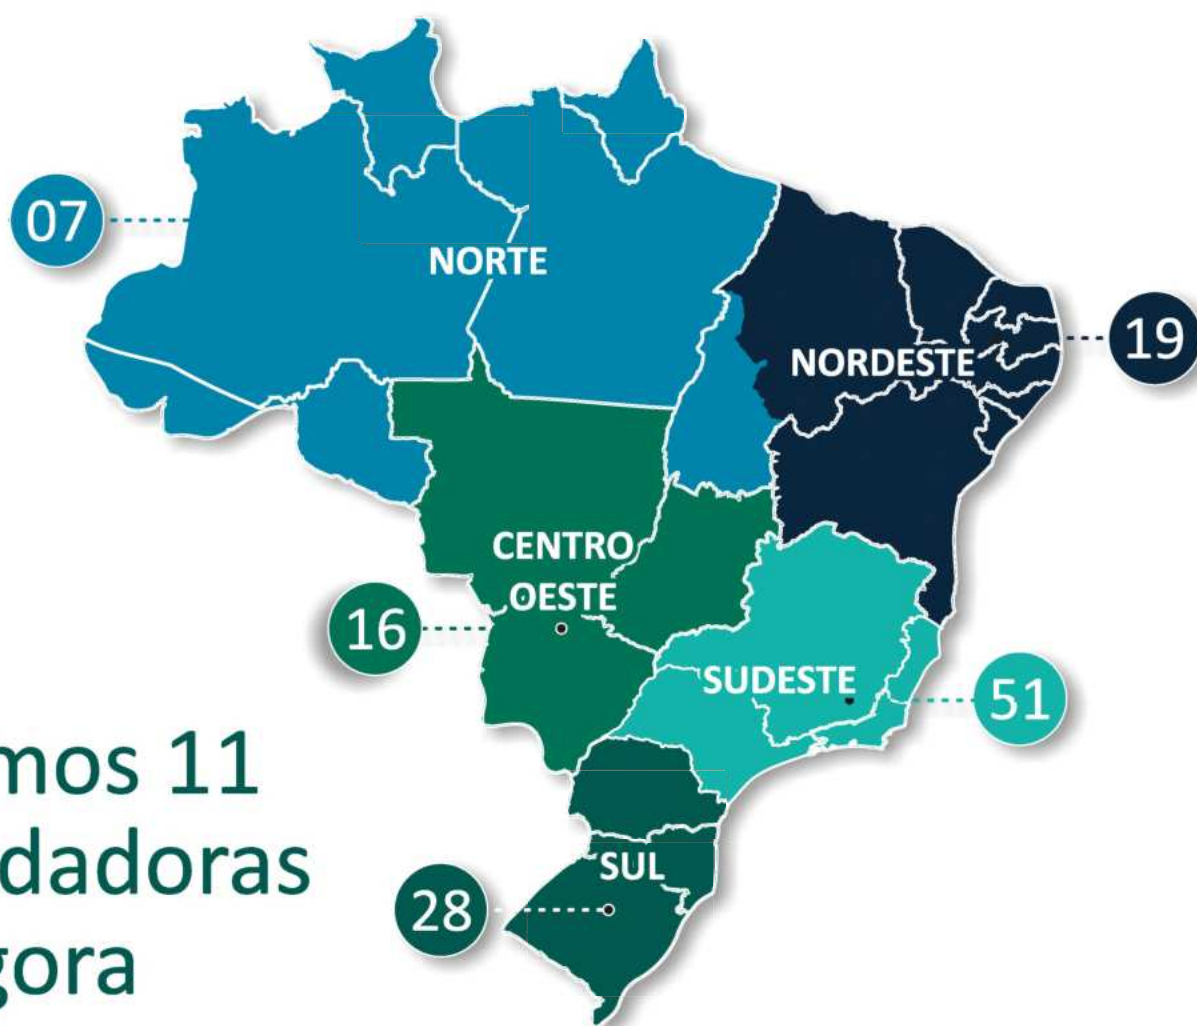 07
NORTE
NORDESTE
19
CENTRO
OESTE
16
SUDESTE
51
mos 11
dadoras
gora
SUL
28